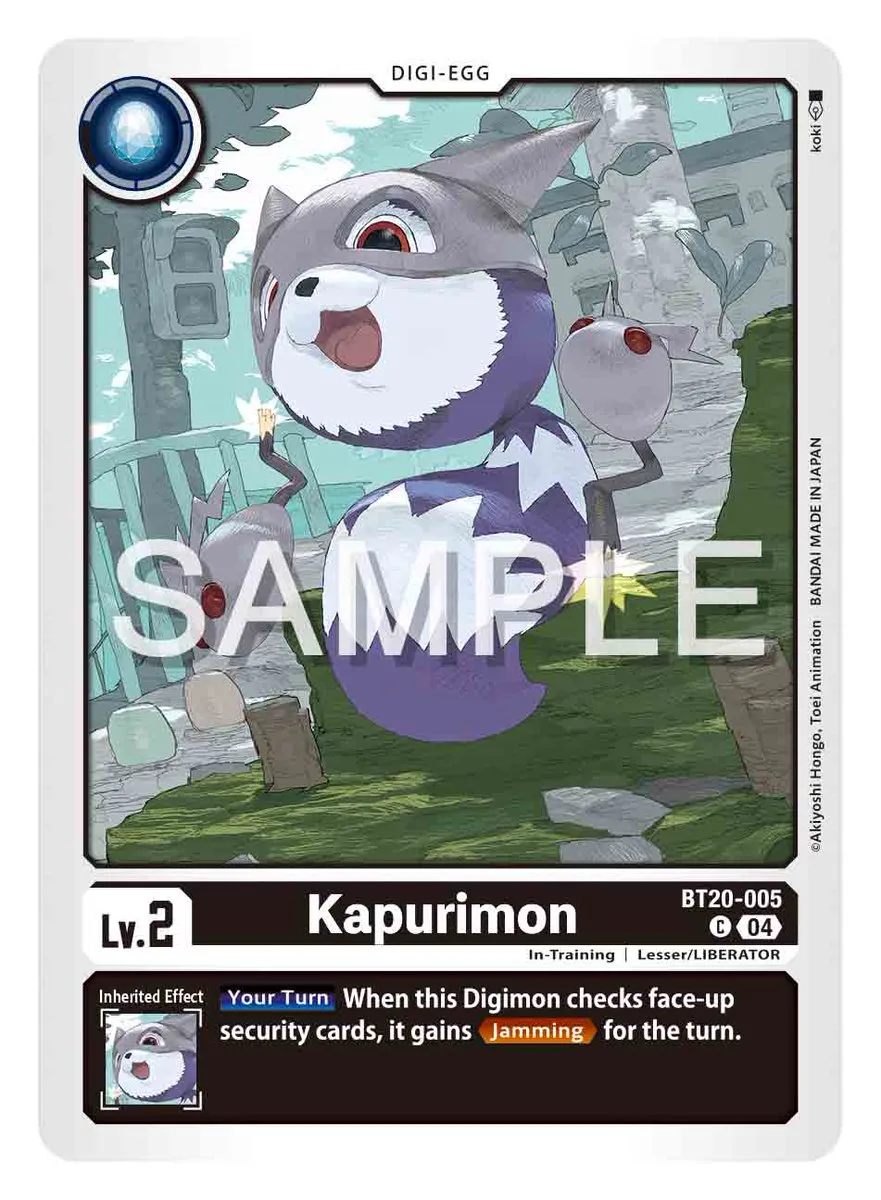 DIGI-EGG
koki
SAMPLE
©Akiyoshi Hongo, Toei Animation BANDAI MADE IN JAPAN
Lv.2
Kapurimon
BT20-005
C 04
In-Training | Lesser/LIBERATOR
Inherited Effect
Your Turn When this Digimon checks face-up
security cards, it gains Jamming for the turn.